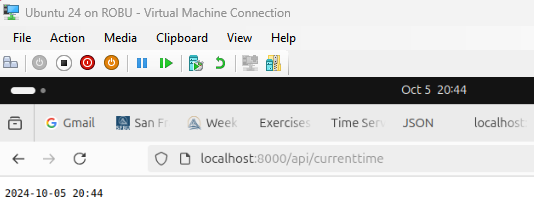 Ubuntu 24 on ROBU - Virtual Machine Connection
File Action Media Clipboard View Help
Oct 5 20:44
Gmail San Fr Week Exercises Time Serv JSON localhost:
localhost:8000/api/currenttime
2024-10-05 20:44